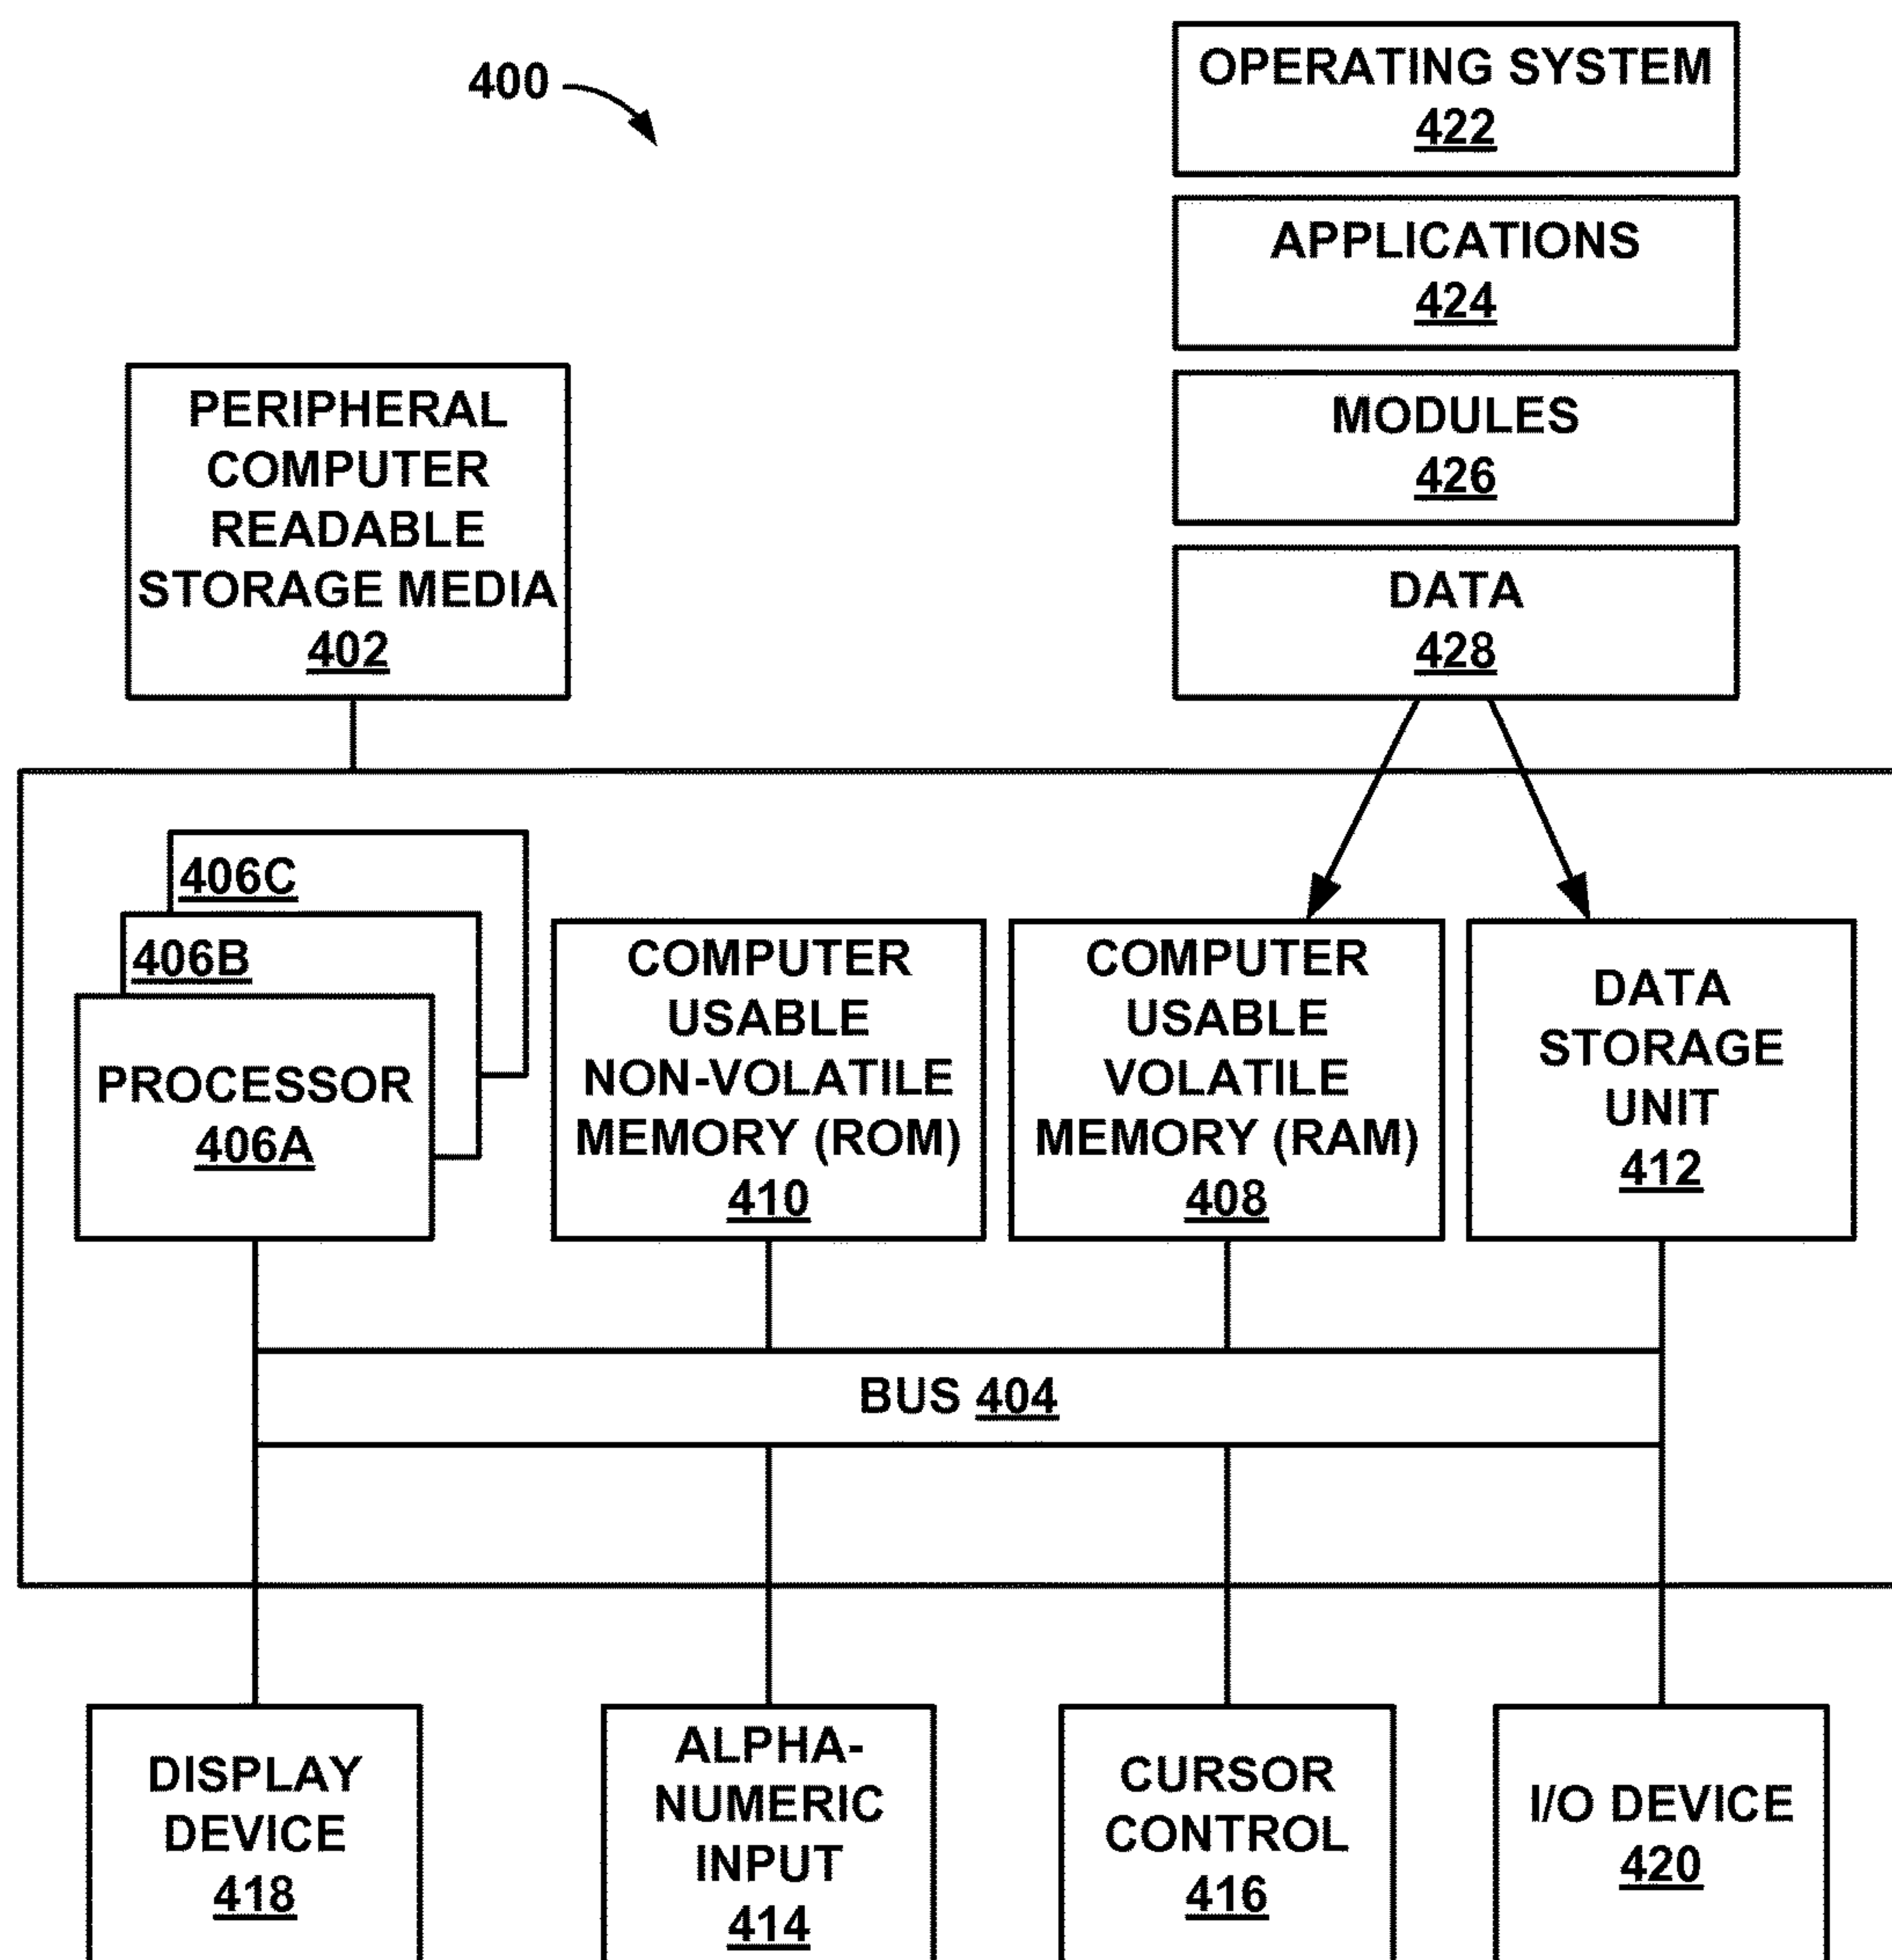 400
OPERATING SYSTEM
422
APPLICATIONS
424
MODULES
426
DATA
428
PERIPHERAL
COMPUTER
READABLE
STORAGE MEDIA
402
406C
406B
PROCESSOR
406A
COMPUTER
USABLE
NON-VOLATILE
MEMORY (ROM)
410
COMPUTER
USABLE
VOLATILE
MEMORY (RAM)
408
DATA
STORAGE
UNIT
412
BUS 404
DISPLAY
DEVICE
418
ALPHA-
NUMERIC
INPUT
414
CURSOR
CONTROL
416
I/O DEVICE
420